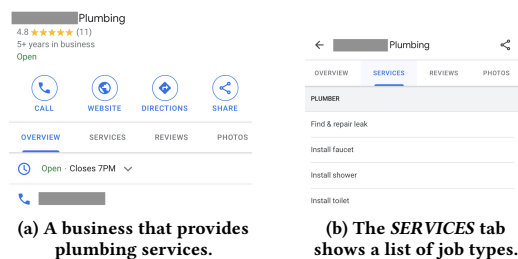 Plumbing
4.8 ★★★★★ (11)
5+ years in business
Open
CALL WEBSITE DIRECTIONS SHARE
OVERVIEW SERVICES REVIEWS PHOTOS
Open · Closes 7PM
(a) A business that provides
plumbing services.
Plumbing
OVERVIEW SERVICES REVIEWS PHOTOS
PLUMBER
Find & repair leak
Install faucet
Install shower
Install toilet
(b) The SERVICES tab
shows a list of job types.